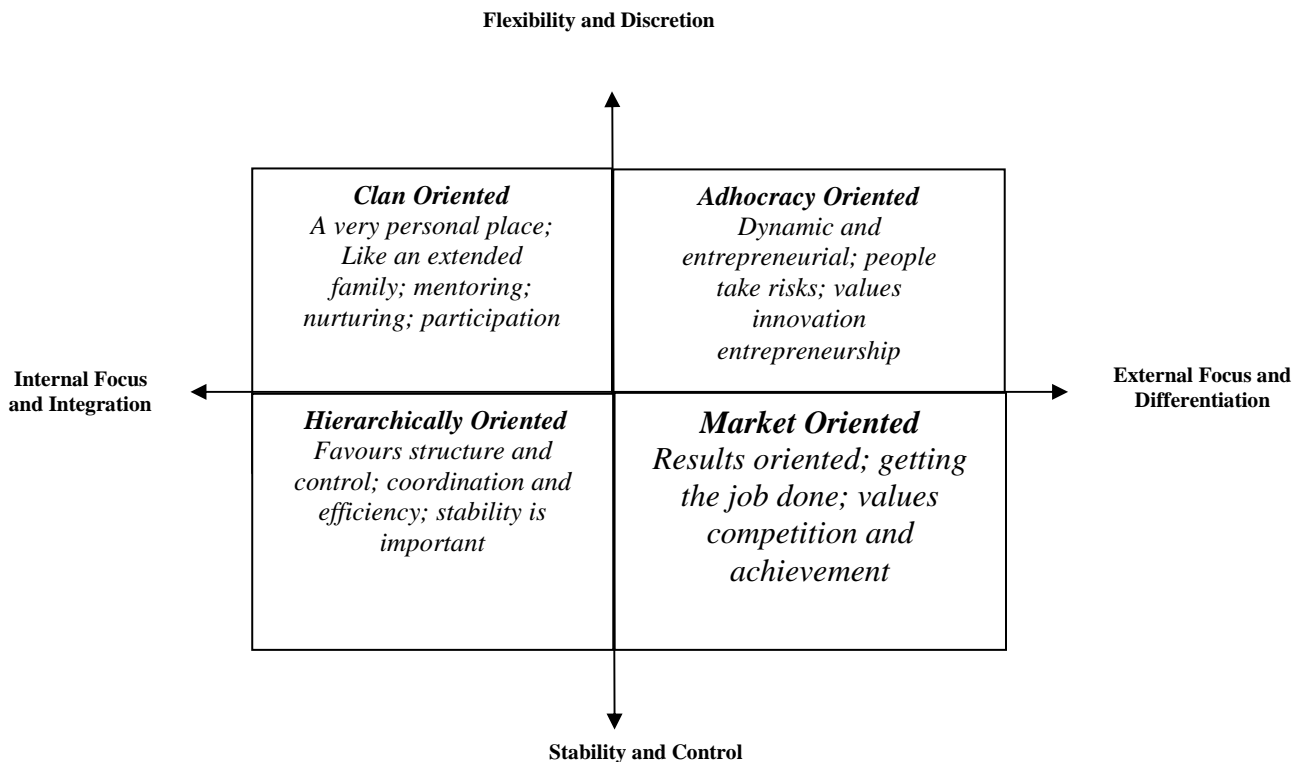 Flexibility and Discretion
Clan Oriented
A very personal place;
Like an extended
family; mentoring;
nurturing; participation
Adhocracy Oriented
Dynamic and
entrepreneurial; people
take risks; values
innovation
entrepreneurship
Internal Focus
and Integration
External Focus and
Differentiation
Hierarchically Oriented
Favours structure and
control; coordination and
efficiency; stability is
important
Market Oriented
Results oriented; getting
the job done; values
competition and
achievement
Stability and Control